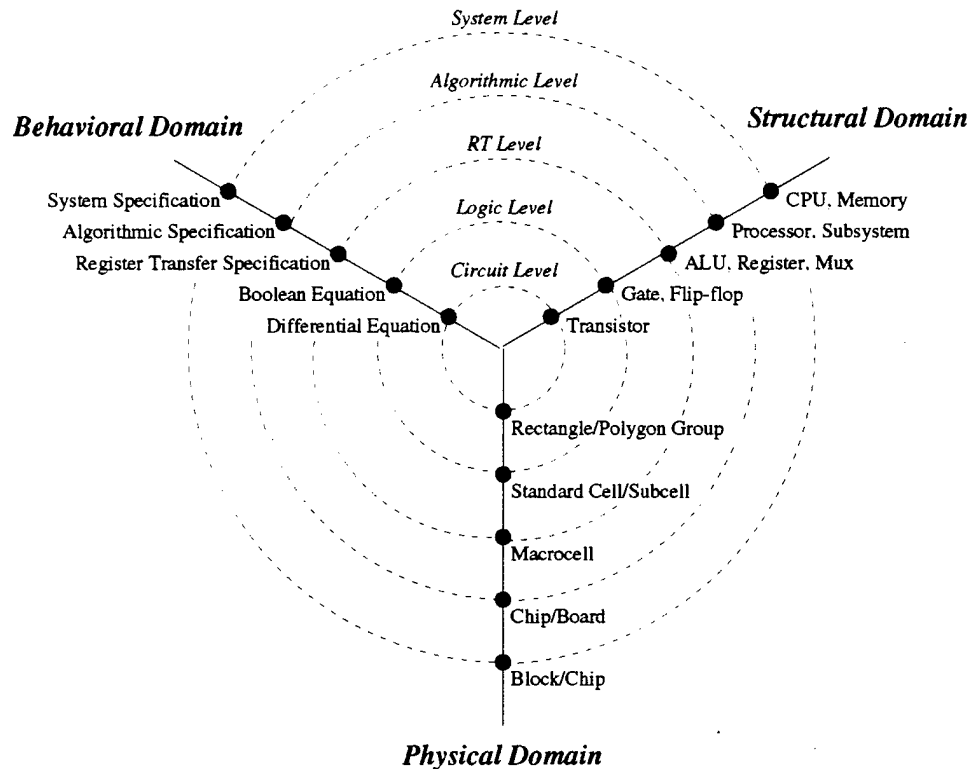 System Level
Algorithmic Level
Behavioral Domain
Structural Domain
RT Level
System Specification
CPU, Memory
Logic Level
Algorithmic Specification
Processor, Subsystem
Register Transfer Specification
ALU, Register, Mux
Circuit Level
Boolean Equation
Gate, Flip-flop
Differential Equation
Transistor
Rectangle/Polygon Group
Standard Cell/Subcell
Macrocell
Chip/Board
Block/Chip
Physical Domain